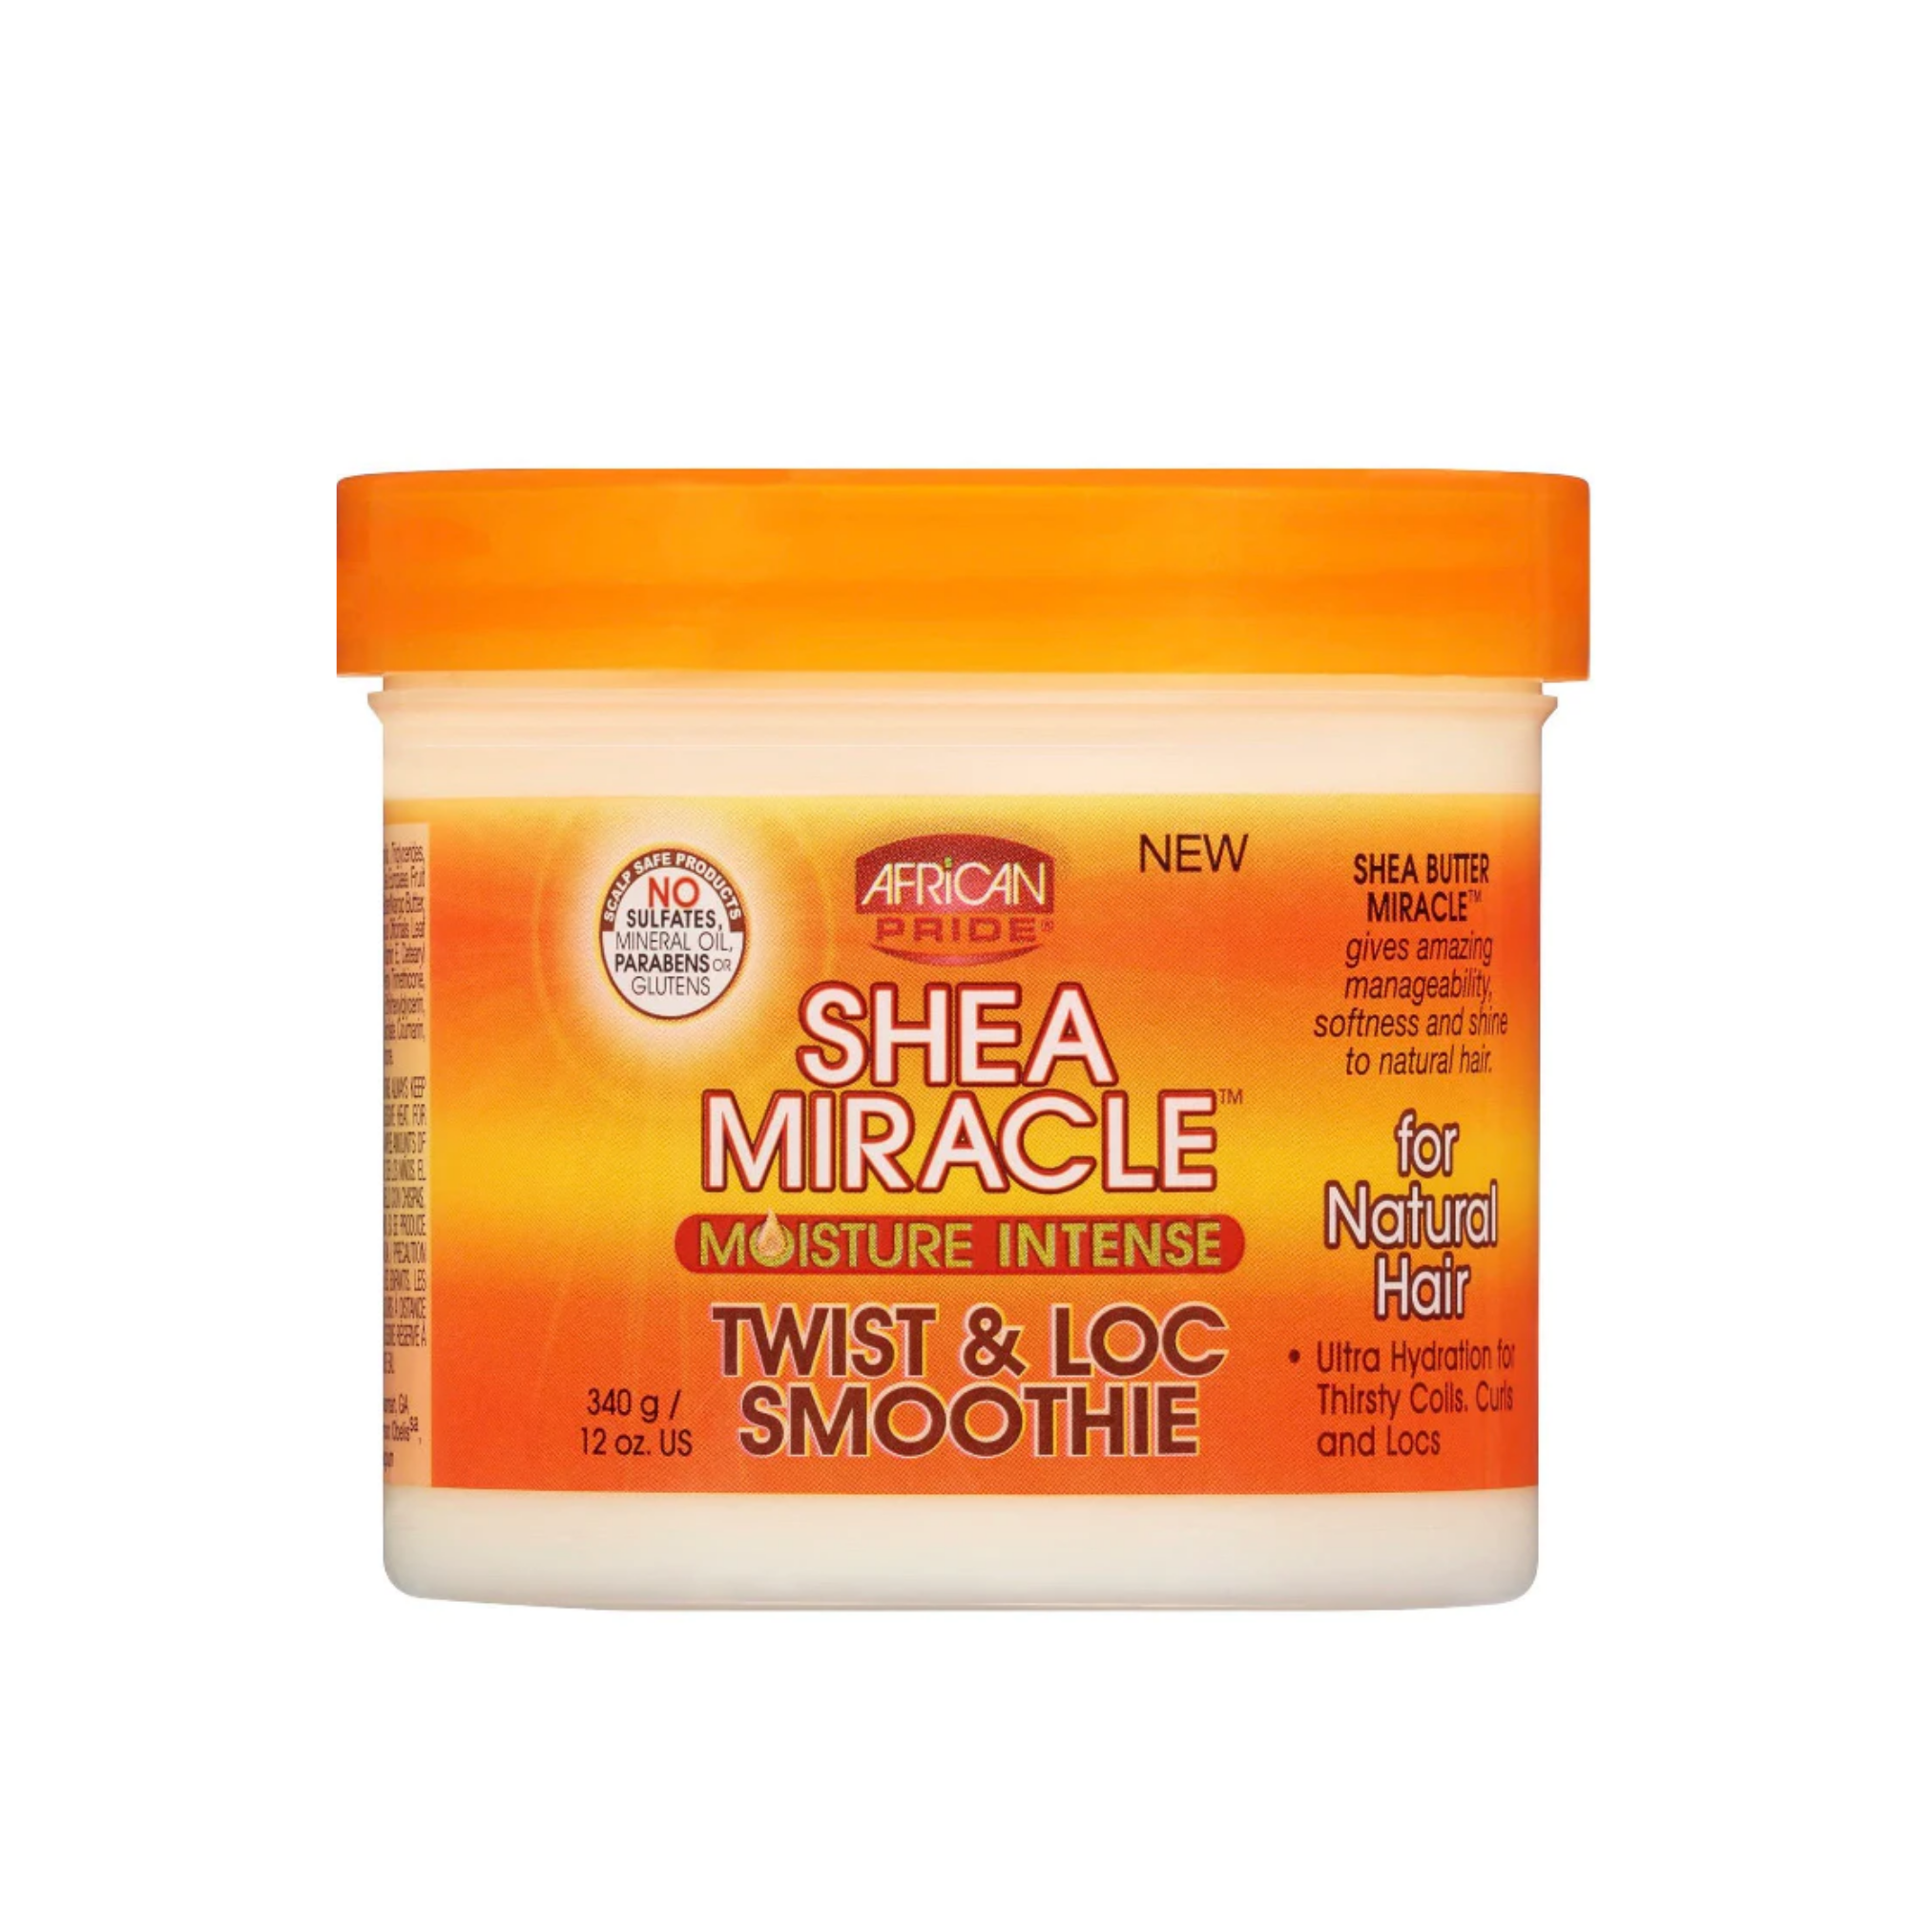 SCALP SAFE PRODUCTS
NO
SULFATES,
MINERAL OIL,
PARABENS OR
GLUTENS
AFRiCAN
PRIDE®
NEW
SHEA
MIRACLE™
MOISTURE INTENSE
TWIST & LOC
SMOOTHIE
340 g /
12 oz. US
SHEA BUTTER
MIRACLE™
gives amazing
manageability,
softness and shine
to natural hair.
for
Natural
Hair
• Ultra Hydration for
Thirsty Coils. Curls
and Locs